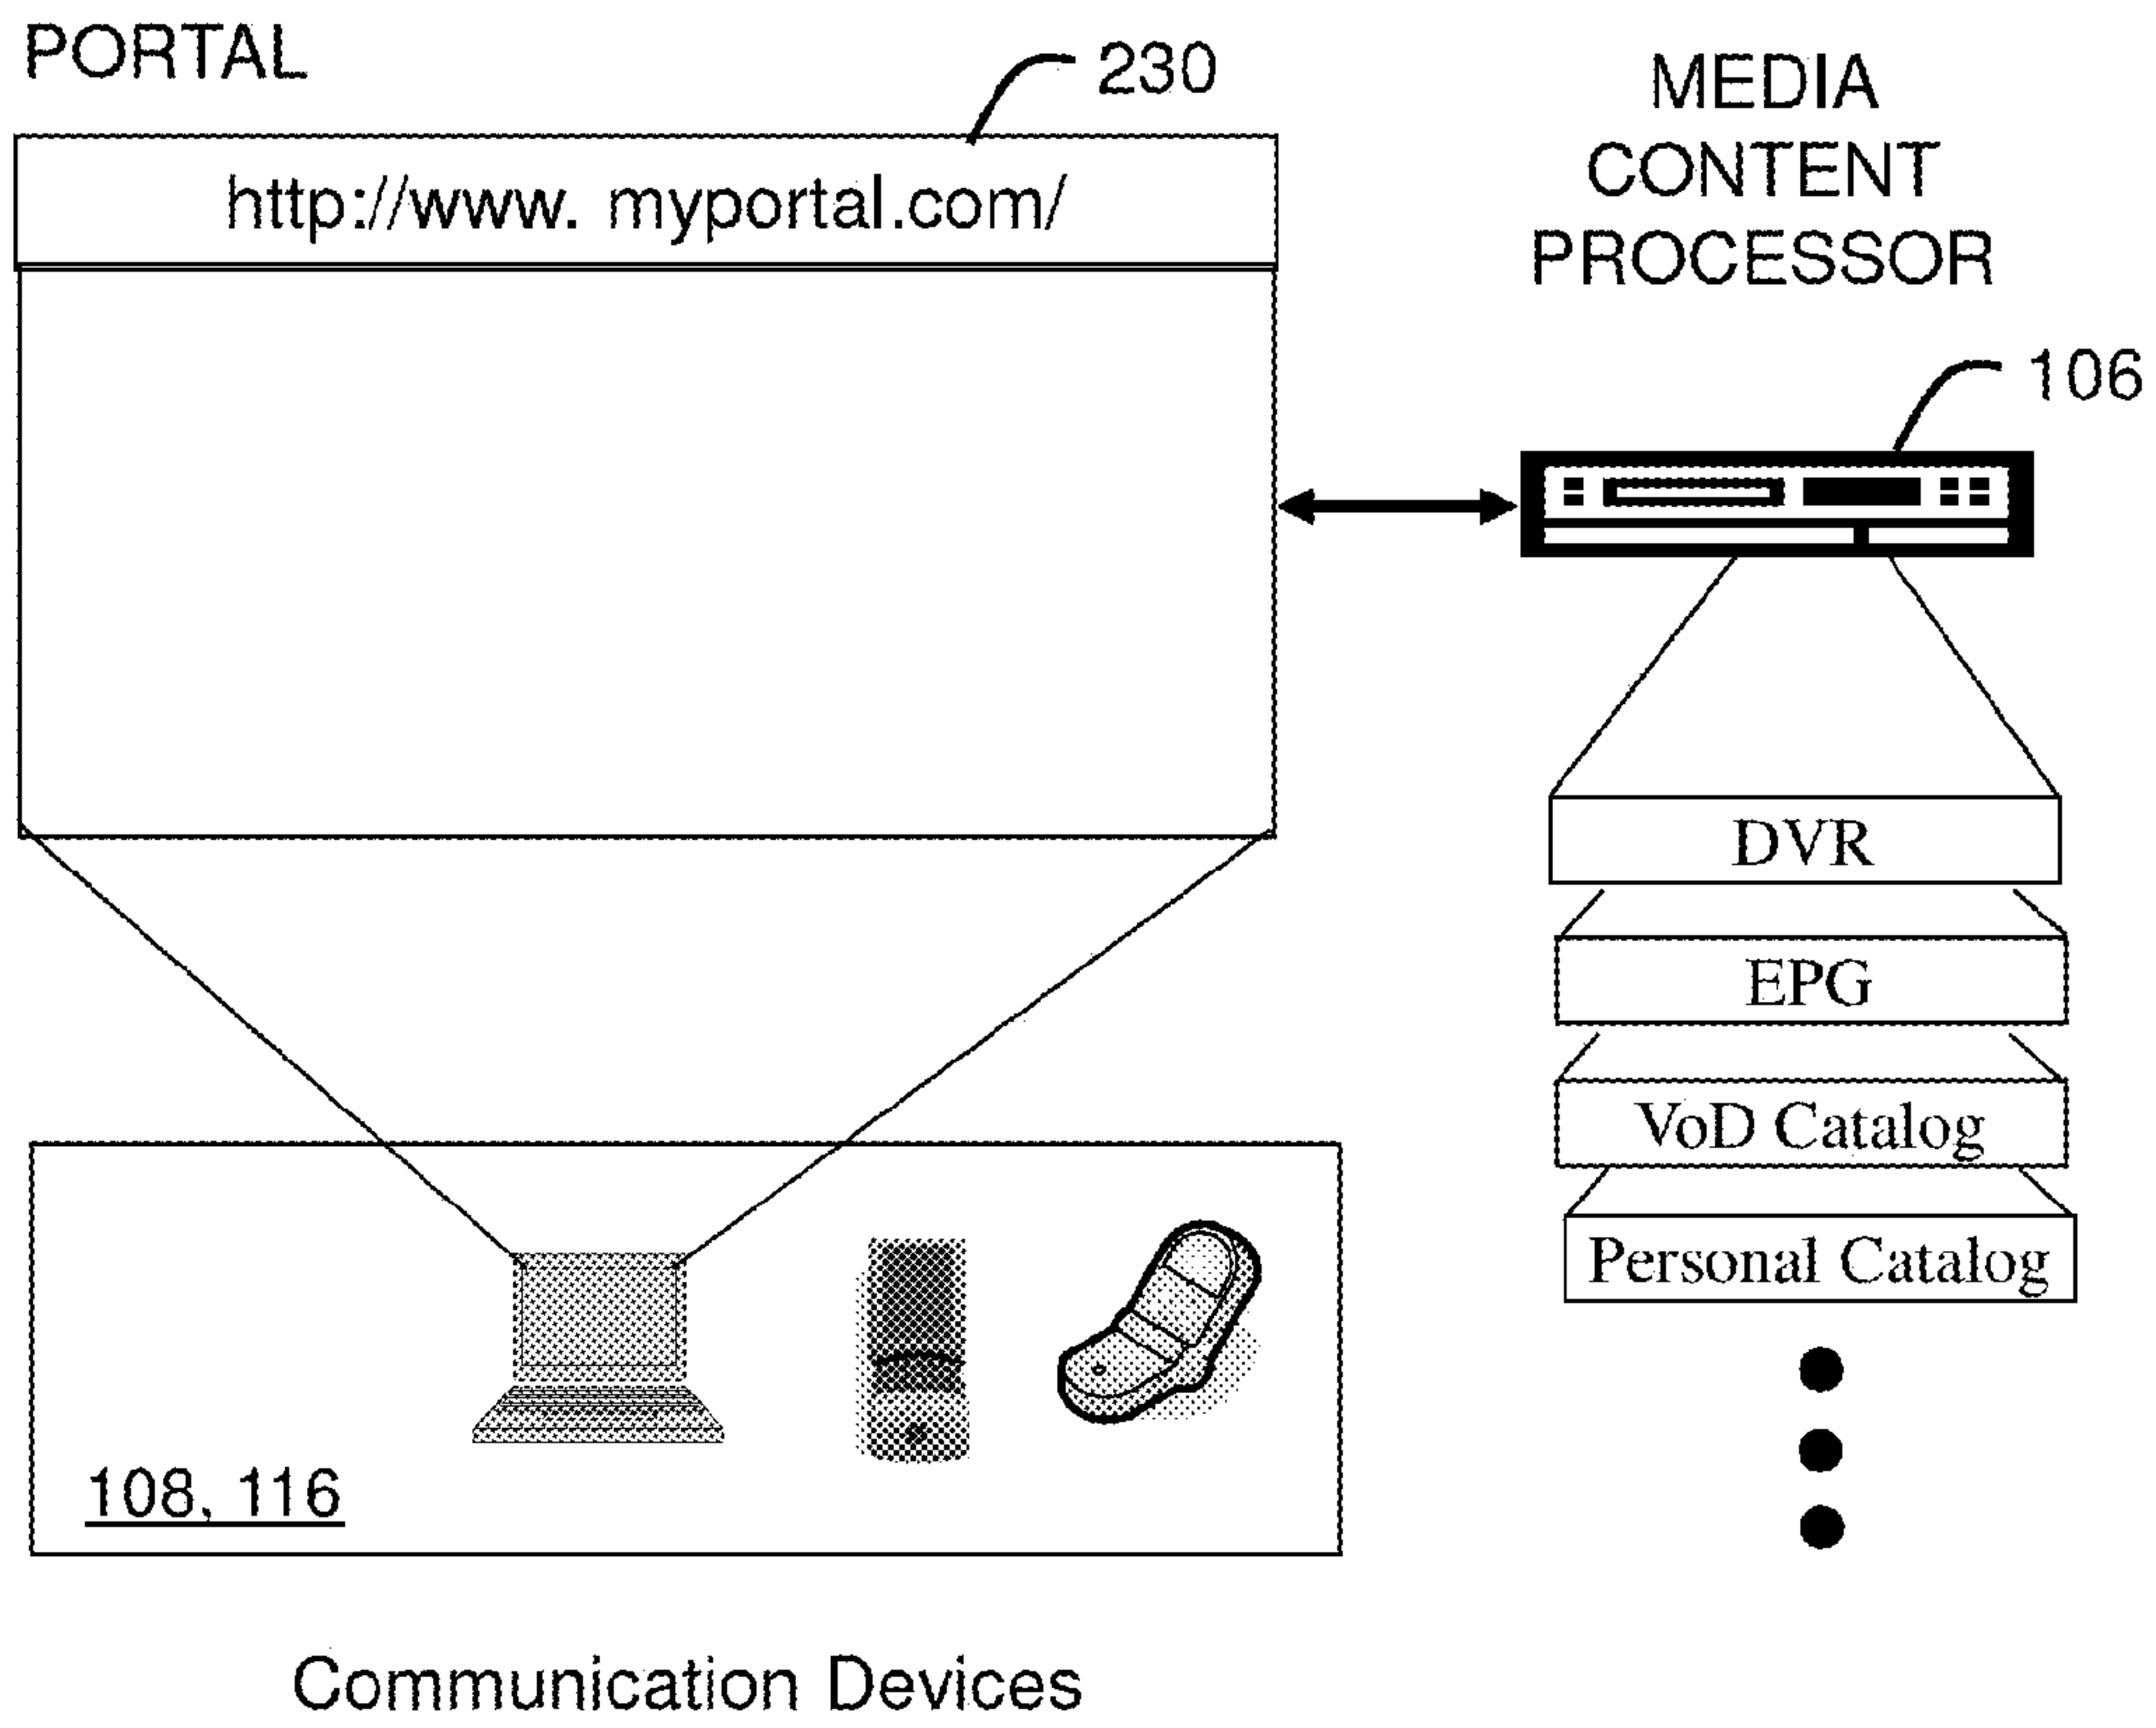 PORTAL
230
http://www. myportal.com/
MEDIA
CONTENT
PROCESSOR
106
DVR
EPG
VoD Catalog
Personal Catalog
108, 116
Communication Devices